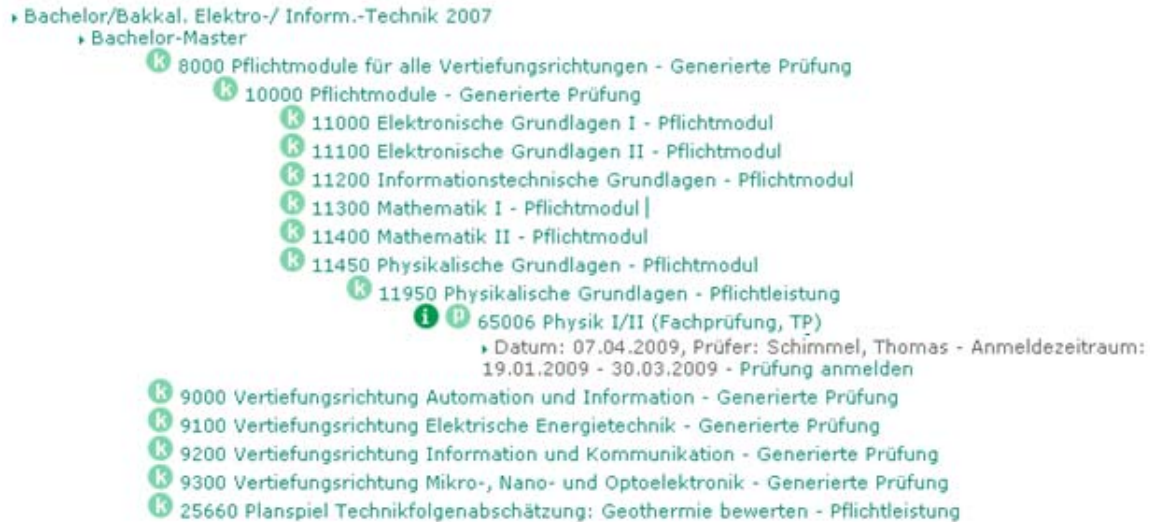 Bachelor/Bakkal. Elektro-/ Inform.-Technik 2007
Bachelor-Master
k 8000 Pflichtmodule für alle Vertiefungsrichtungen - Generierte Prüfung
k 10000 Pflichtmodule - Generierte Prüfung
k 11000 Elektronische Grundlagen I - Pflichtmodul
k 11100 Elektronische Grundlagen II - Pflichtmodul
k 11200 Informationstechnische Grundlagen - Pflichtmodul
k 11300 Mathematik I - Pflichtmodul
k 11400 Mathematik II - Pflichtmodul
k 11450 Physikalische Grundlagen - Pflichtmodul
k 11950 Physikalische Grundlagen - Pflichtleistung
i p 65006 Physik I/II (Fachprüfung, TP)
Datum: 07.04.2009, Prüfer: Schimmel, Thomas - Anmeldezeitraum:
19.01.2009 - 30.03.2009 - Prüfung anmelden
k 9000 Vertiefungsrichtung Automation und Information - Generierte Prüfung
k 9100 Vertiefungsrichtung Elektrische Energietechnik - Generierte Prüfung
k 9200 Vertiefungsrichtung Information und Kommunikation - Generierte Prüfung
k 9300 Vertiefungsrichtung Mikro-, Nano- und Optoelektronik - Generierte Prüfung
k 25660 Planspiel Technikfolgenabschätzung: Geothermie bewerten - Pflichtleistung